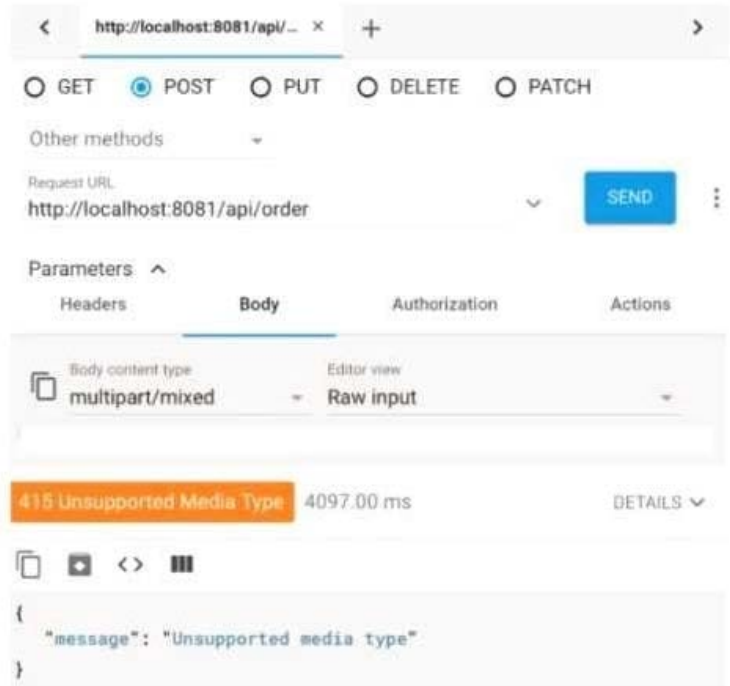 http://localhost:8081/api/... ×
GET POST PUT DELETE PATCH
Other methods
Request URL
http://localhost:8081/api/order
SEND
Parameters
Headers Body Authorization Actions
Body content type Editor view
multipart/mixed Raw input
415 Unsupported Media Type 4097.00 ms DETAILS
{
"message": "Unsupported media type"
}